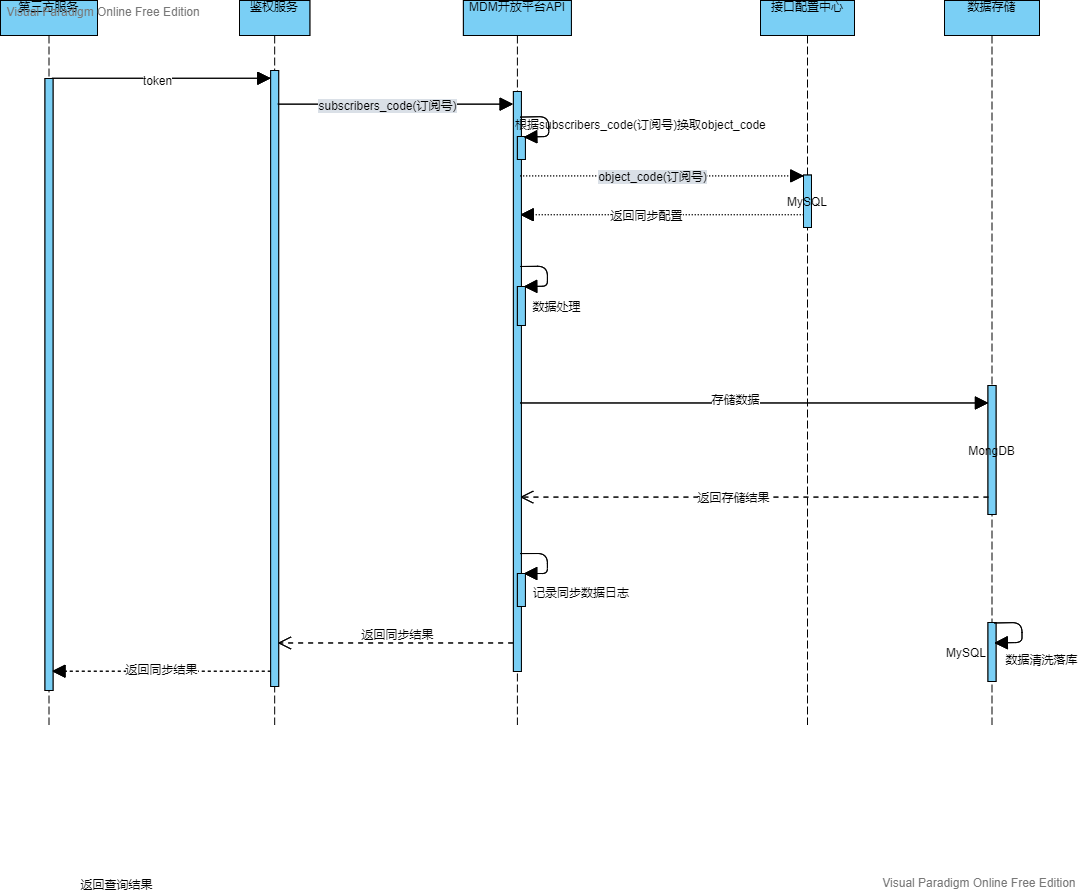 第三方服务
Visual Paradigm Online Free Edition
鉴权服务
MDM开放平台API
接口配置中心
数据存储
token
subscribers_code(订阅号)
根据subscribers_code(订阅号)换取object_code
object_code(订阅号)
MySQL
返回同步配置
数据处理
存储数据
MongDB
返回存储结果
记录同步数据日志
返回同步结果
MySQL
数据清洗落库
返回同步结果
返回查询结果
Visual Paradigm Online Free Edition